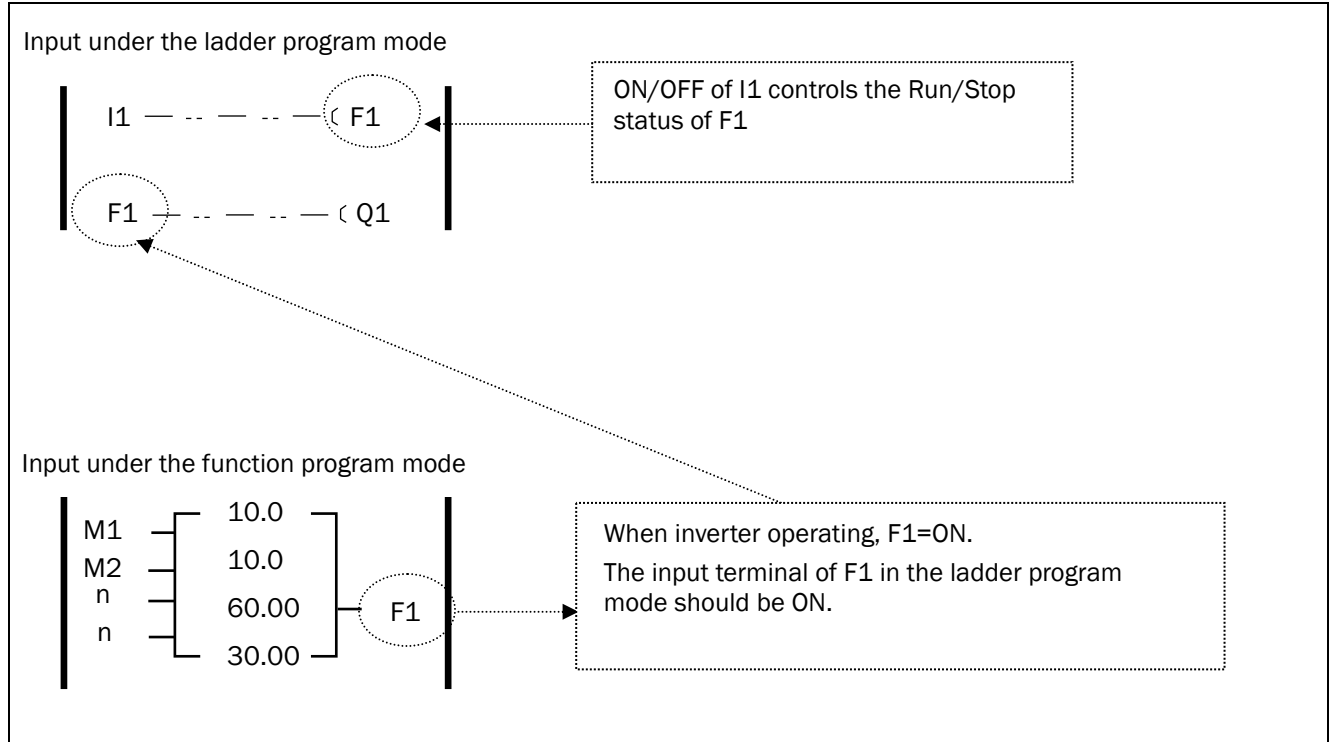 Input under the ladder program mode
I1 — -- — -- —( F1
ON/OFF of I1 controls the Run/Stop
status of F1
F1 — -- — -- —( Q1
Input under the function program mode
M1
M2
n
n
10.0
10.0
60.00
30.00
F1
When inverter operating, F1=ON.
The input terminal of F1 in the ladder program
mode should be ON.